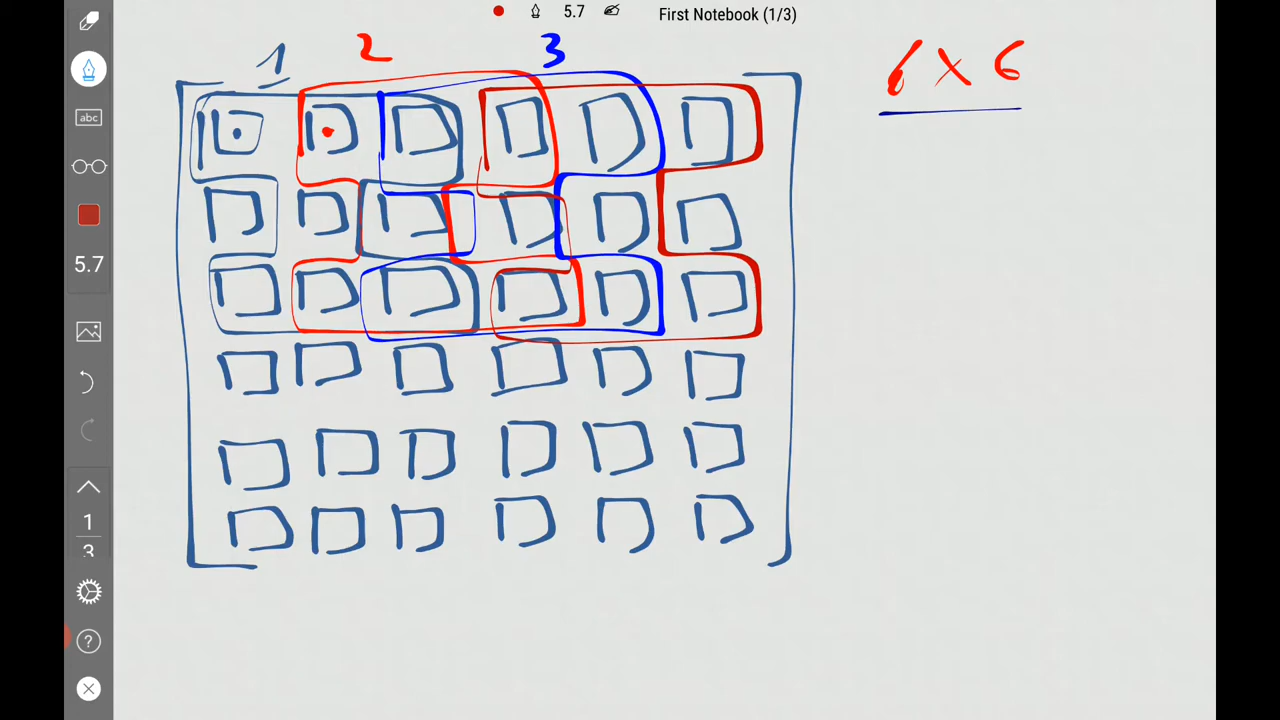 5.7 First Notebook (1/3)
1 2 3
6 x 6
abc
5.7
1
3
?